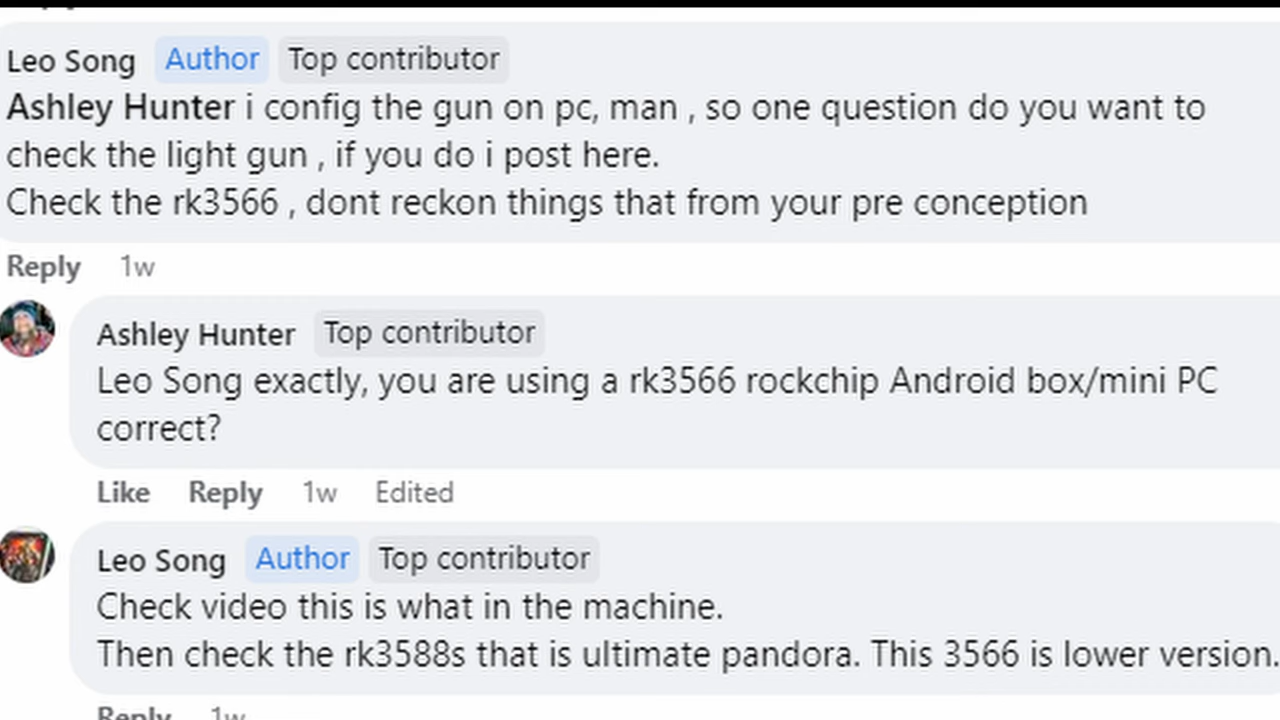 Leo Song Author Top contributor
Ashley Hunter i config the gun on pc, man , so one question do you want to
check the light gun , if you do i post here.
Check the rk3566 , dont reckon things that from your pre conception
Reply 1w
Ashley Hunter Top contributor
Leo Song exactly, you are using a rk3566 rockchip Android box/mini PC
correct?
Like Reply 1w Edited
Leo Song Author Top contributor
Check video this is what in the machine.
Then check the rk3588s that is ultimate pandora. This 3566 is lower version.
Reply 1w